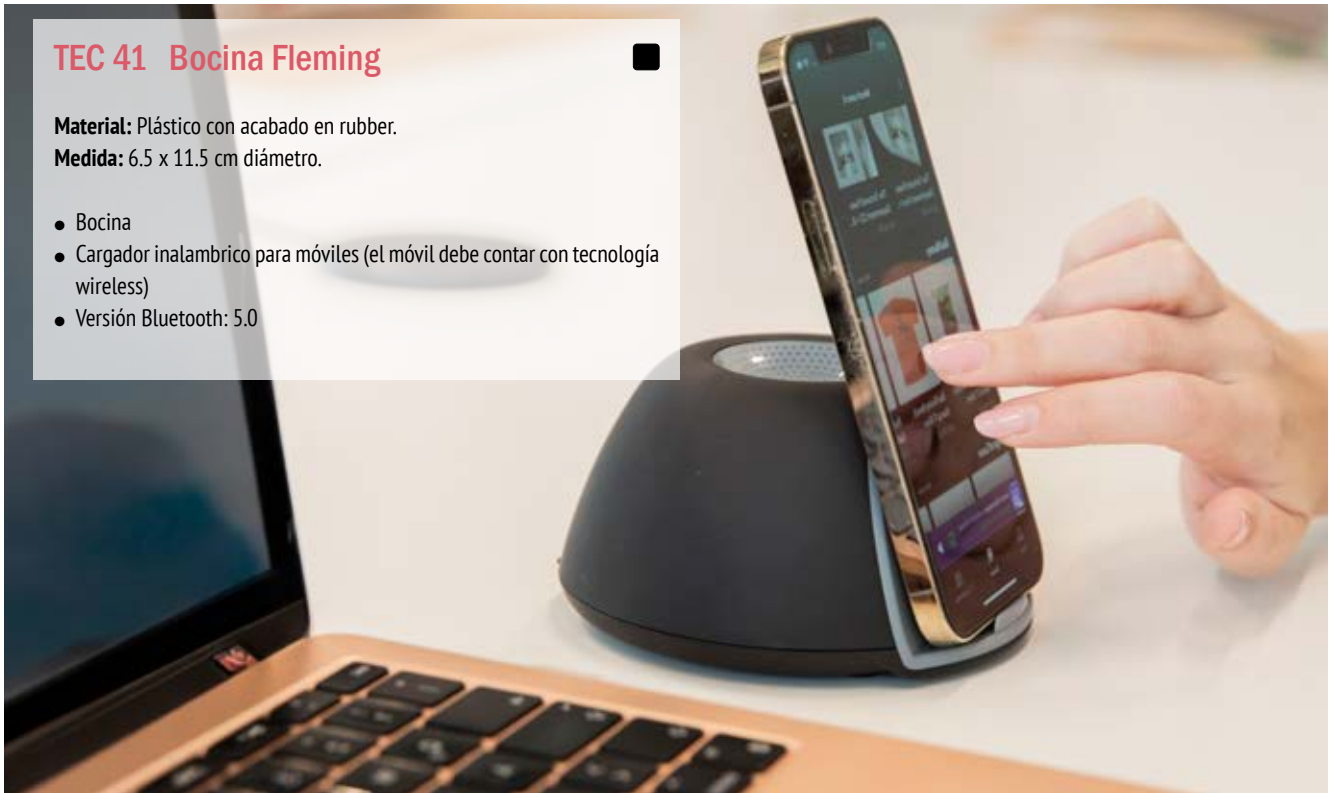 TEC 41 Bocina Fleming
Material: Plástico con acabado en rubber.
Medida: 6.5 x 11.5 cm diámetro.
● Bocina
● Cargador inalambrico para móviles (el móvil debe contar con tecnología
wireless)
● Versión Bluetooth: 5.0